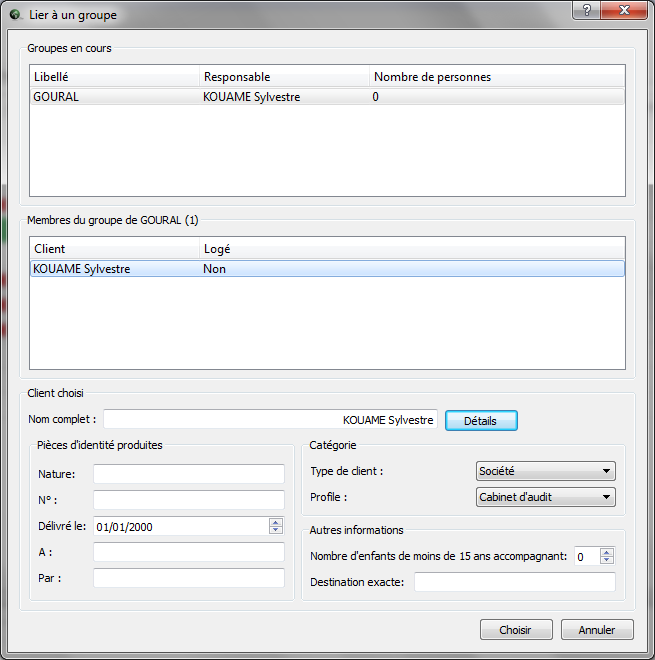 Lier à un groupe
Groupes en cours
Libellé Responsable Nombre de personnes
GOURAL KOUAME Sylvestre 0
Membres du groupe de GOURAL (1)
Client Logé
KOUAME Sylvestre Non
Client choisi
Nom complet : KOUAME Sylvestre Détails
Pièces d'identité produites
Nature:
N° :
Délivré le: 01/01/2000
A :
Par :
Catégorie
Type de client : Société
Profile : Cabinet d'audit
Autres informations
Nombre d'enfants de moins de 15 ans accompagnant: 0
Destination exacte:
Choisir Annuler